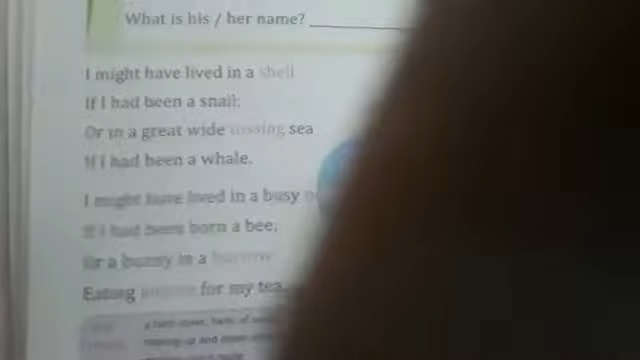 What is his / her name?
I might have lived in a shell
If I had been a snail;
Or in a great wide tossing sea
If I had been a whale.
I might have lived in a busy
If I had been born a bee;
Or a bunny in a burrow
Eating for my tea.